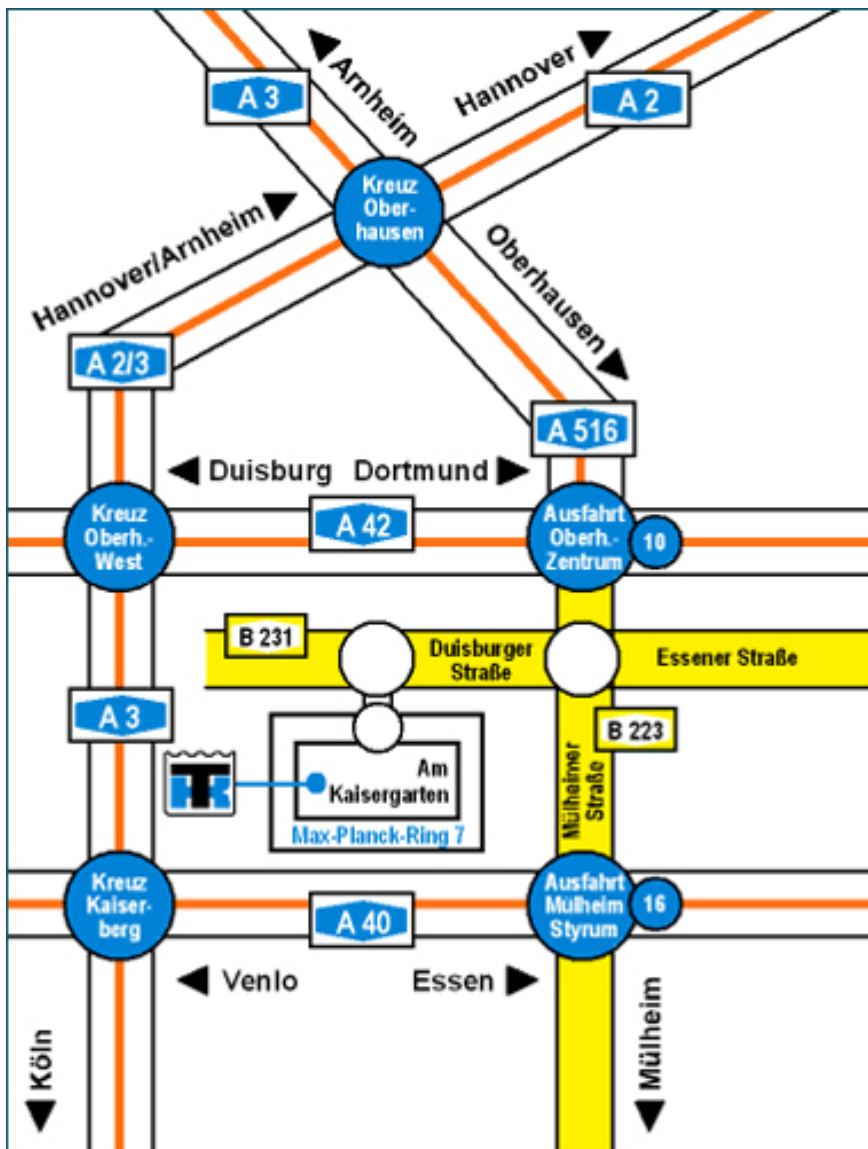 A 3
Arnheim
Hannover
A 2
Kreuz
Ober-
hausen
Hannover/Arnheim
Oberhausen
A 2/3
A 516
Duisburg
Dortmund
Kreuz
Oberh.-
West
A 42
Ausfahrt
Oberh.-
Zentrum
10
B 231
Duisburger
Straße
Essener Straße
A 3
B 223
TK
Am
Kaisergarten
Mülheimer
Straße
Max-Planck-Ring 7
Kreuz
Kaiser-
berg
A 40
Ausfahrt
Mülheim
Styrum
16
Venlo
Essen
Köln
Mülheim